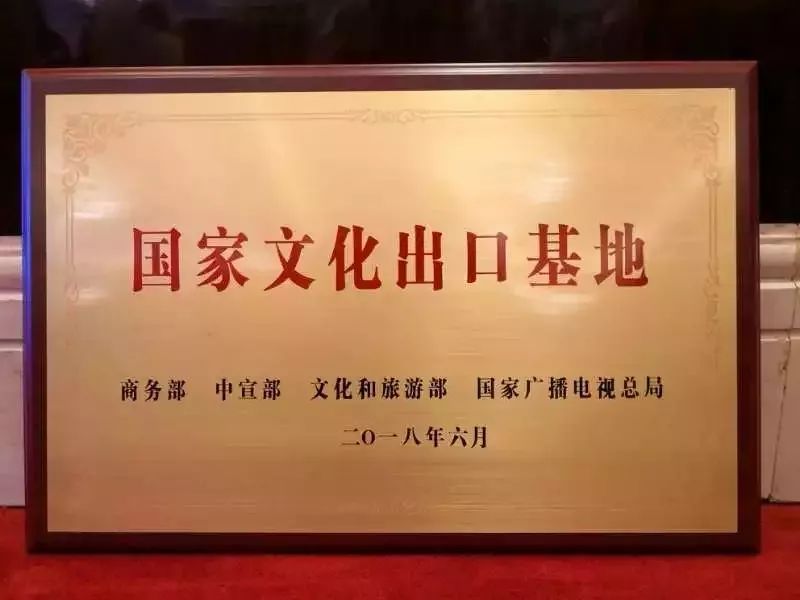 国家文化出口基地
商务部 中宣部 文化和旅游部 国家广播电视总局
二〇一八年六月